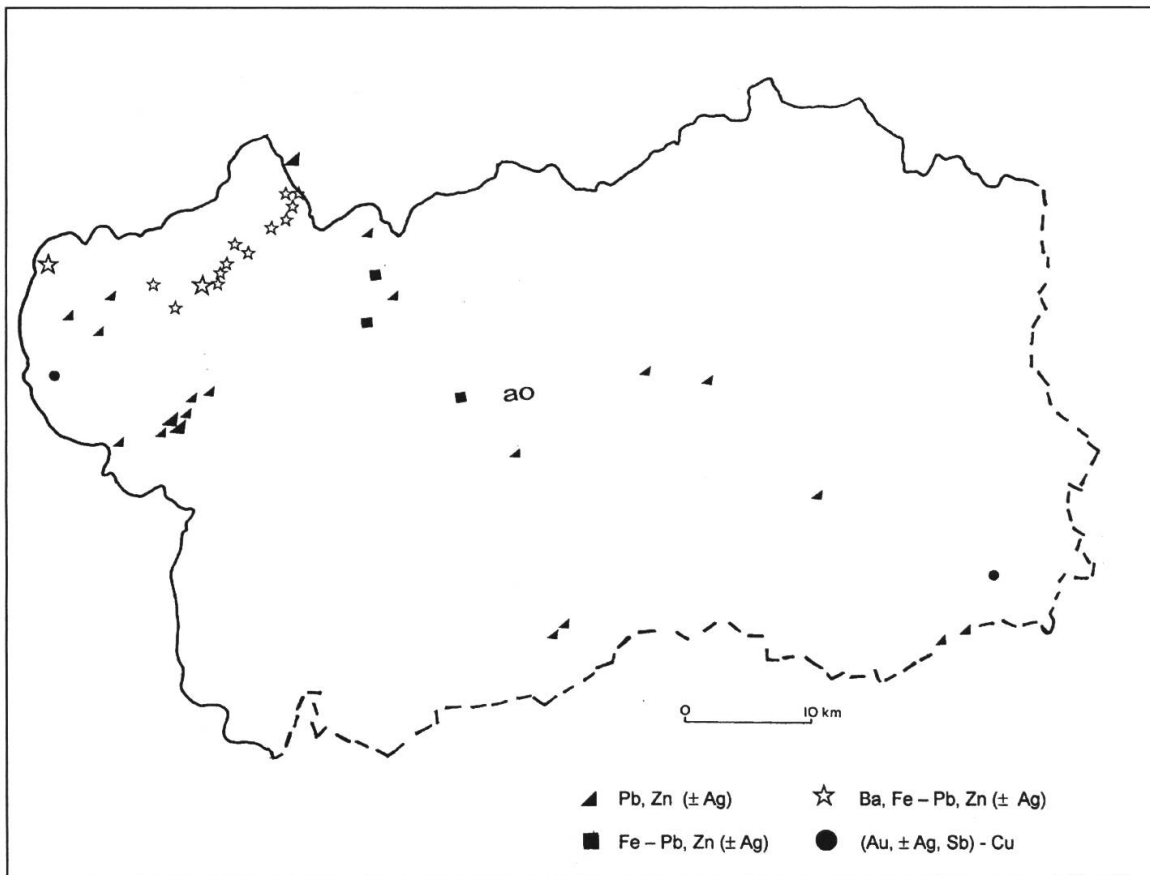 ao
0 10 km
Pb, Zn (± Ag) Ba, Fe – Pb, Zn (± Ag)
Fe – Pb, Zn (± Ag) (Au, ± Ag, Sb) - Cu